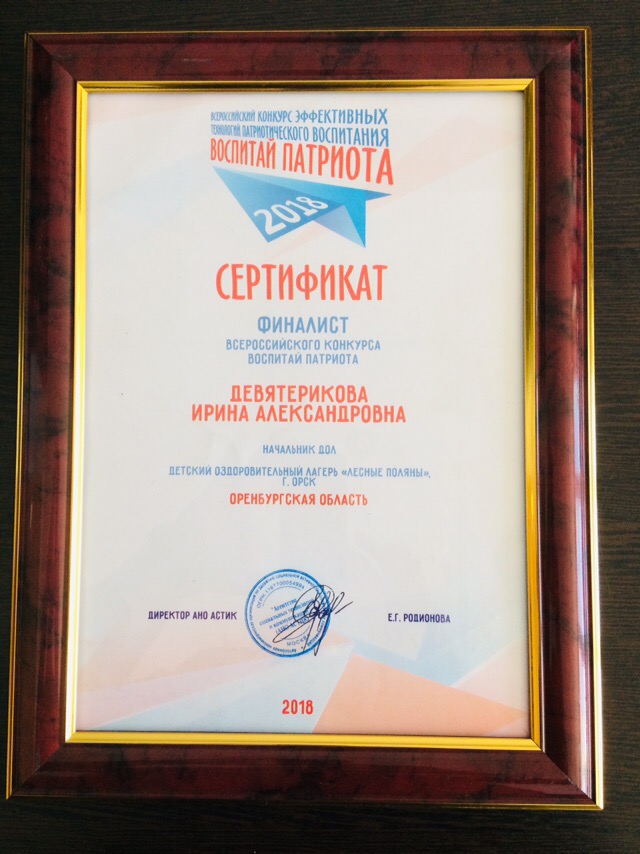 ВСЕРОССИЙСКИЙ КОНКУРС ЭФФЕКТИВНЫХ
ТЕХНОЛОГИЙ ПАТРИОТИЧЕСКОГО ВОСПИТАНИЯ
ВОСПИТАЙ ПАТРИОТА
2018
СЕРТИФИКАТ
ФИНАЛИСТ
ВСЕРОССИЙСКОГО КОНКУРСА
ВОСПИТАЙ ПАТРИОТА
ДЕВЯТЕРИКОВА
ИРИНА АЛЕКСАНДРОВНА
НАЧАЛЬНИК ДОЛ
ДЕТСКИЙ ОЗДОРОВИТЕЛЬНЫЙ ЛАГЕРЬ «ЛЕСНЫЕ ПОЛЯНЫ»,
Г. ОРСК
ОРЕНБУРГСКАЯ ОБЛАСТЬ
ДИРЕКТОР АНО АСТИК
Е.Г. РОДИОНОВА
2018